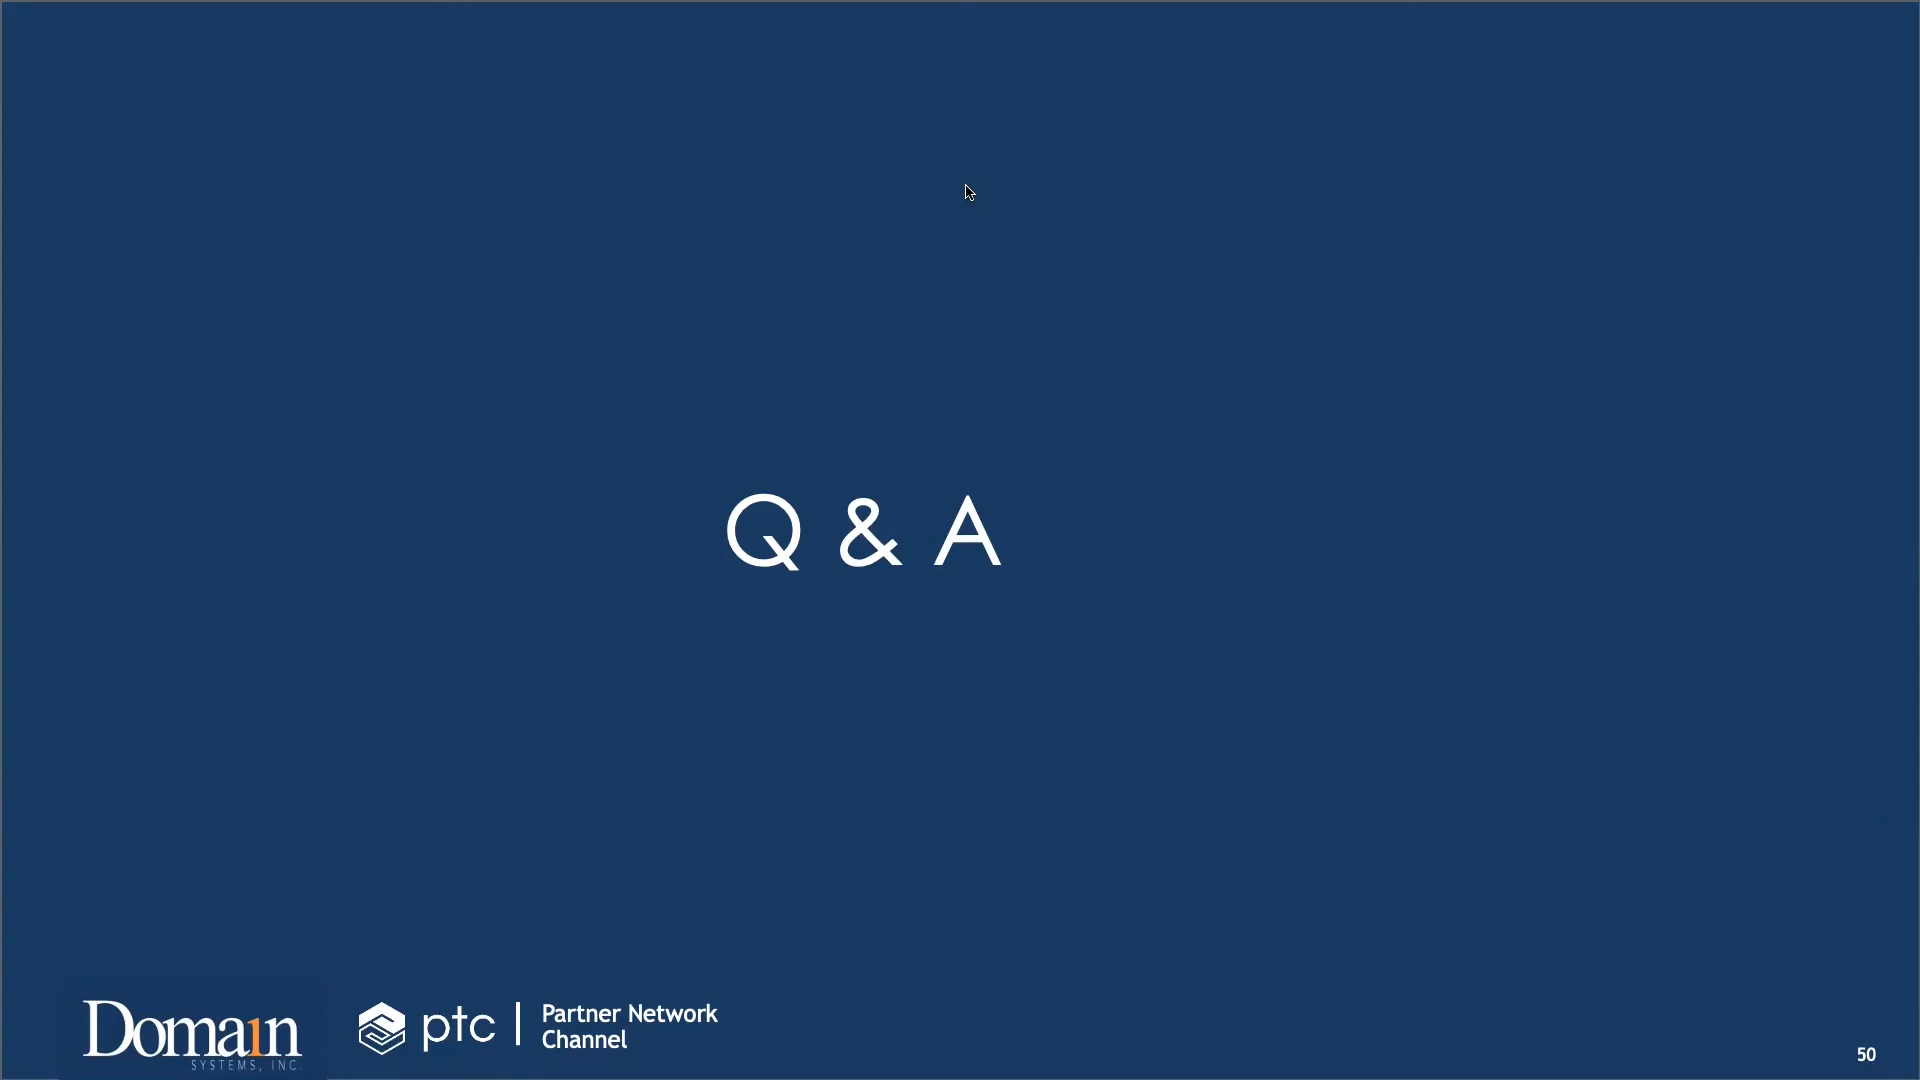 Q & A
Domain
SYSTEMS, INC.
ptc
Partner Network
Channel
50